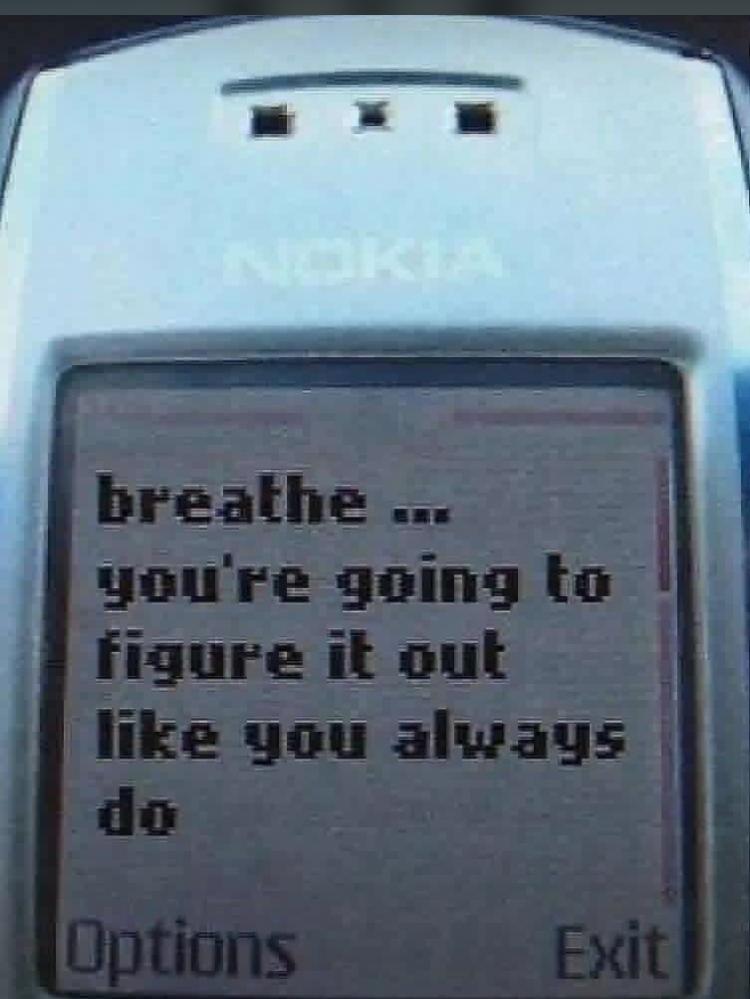 NOKIA
breathe ...
you're going to
figure it out
like you always
do
Options Exit